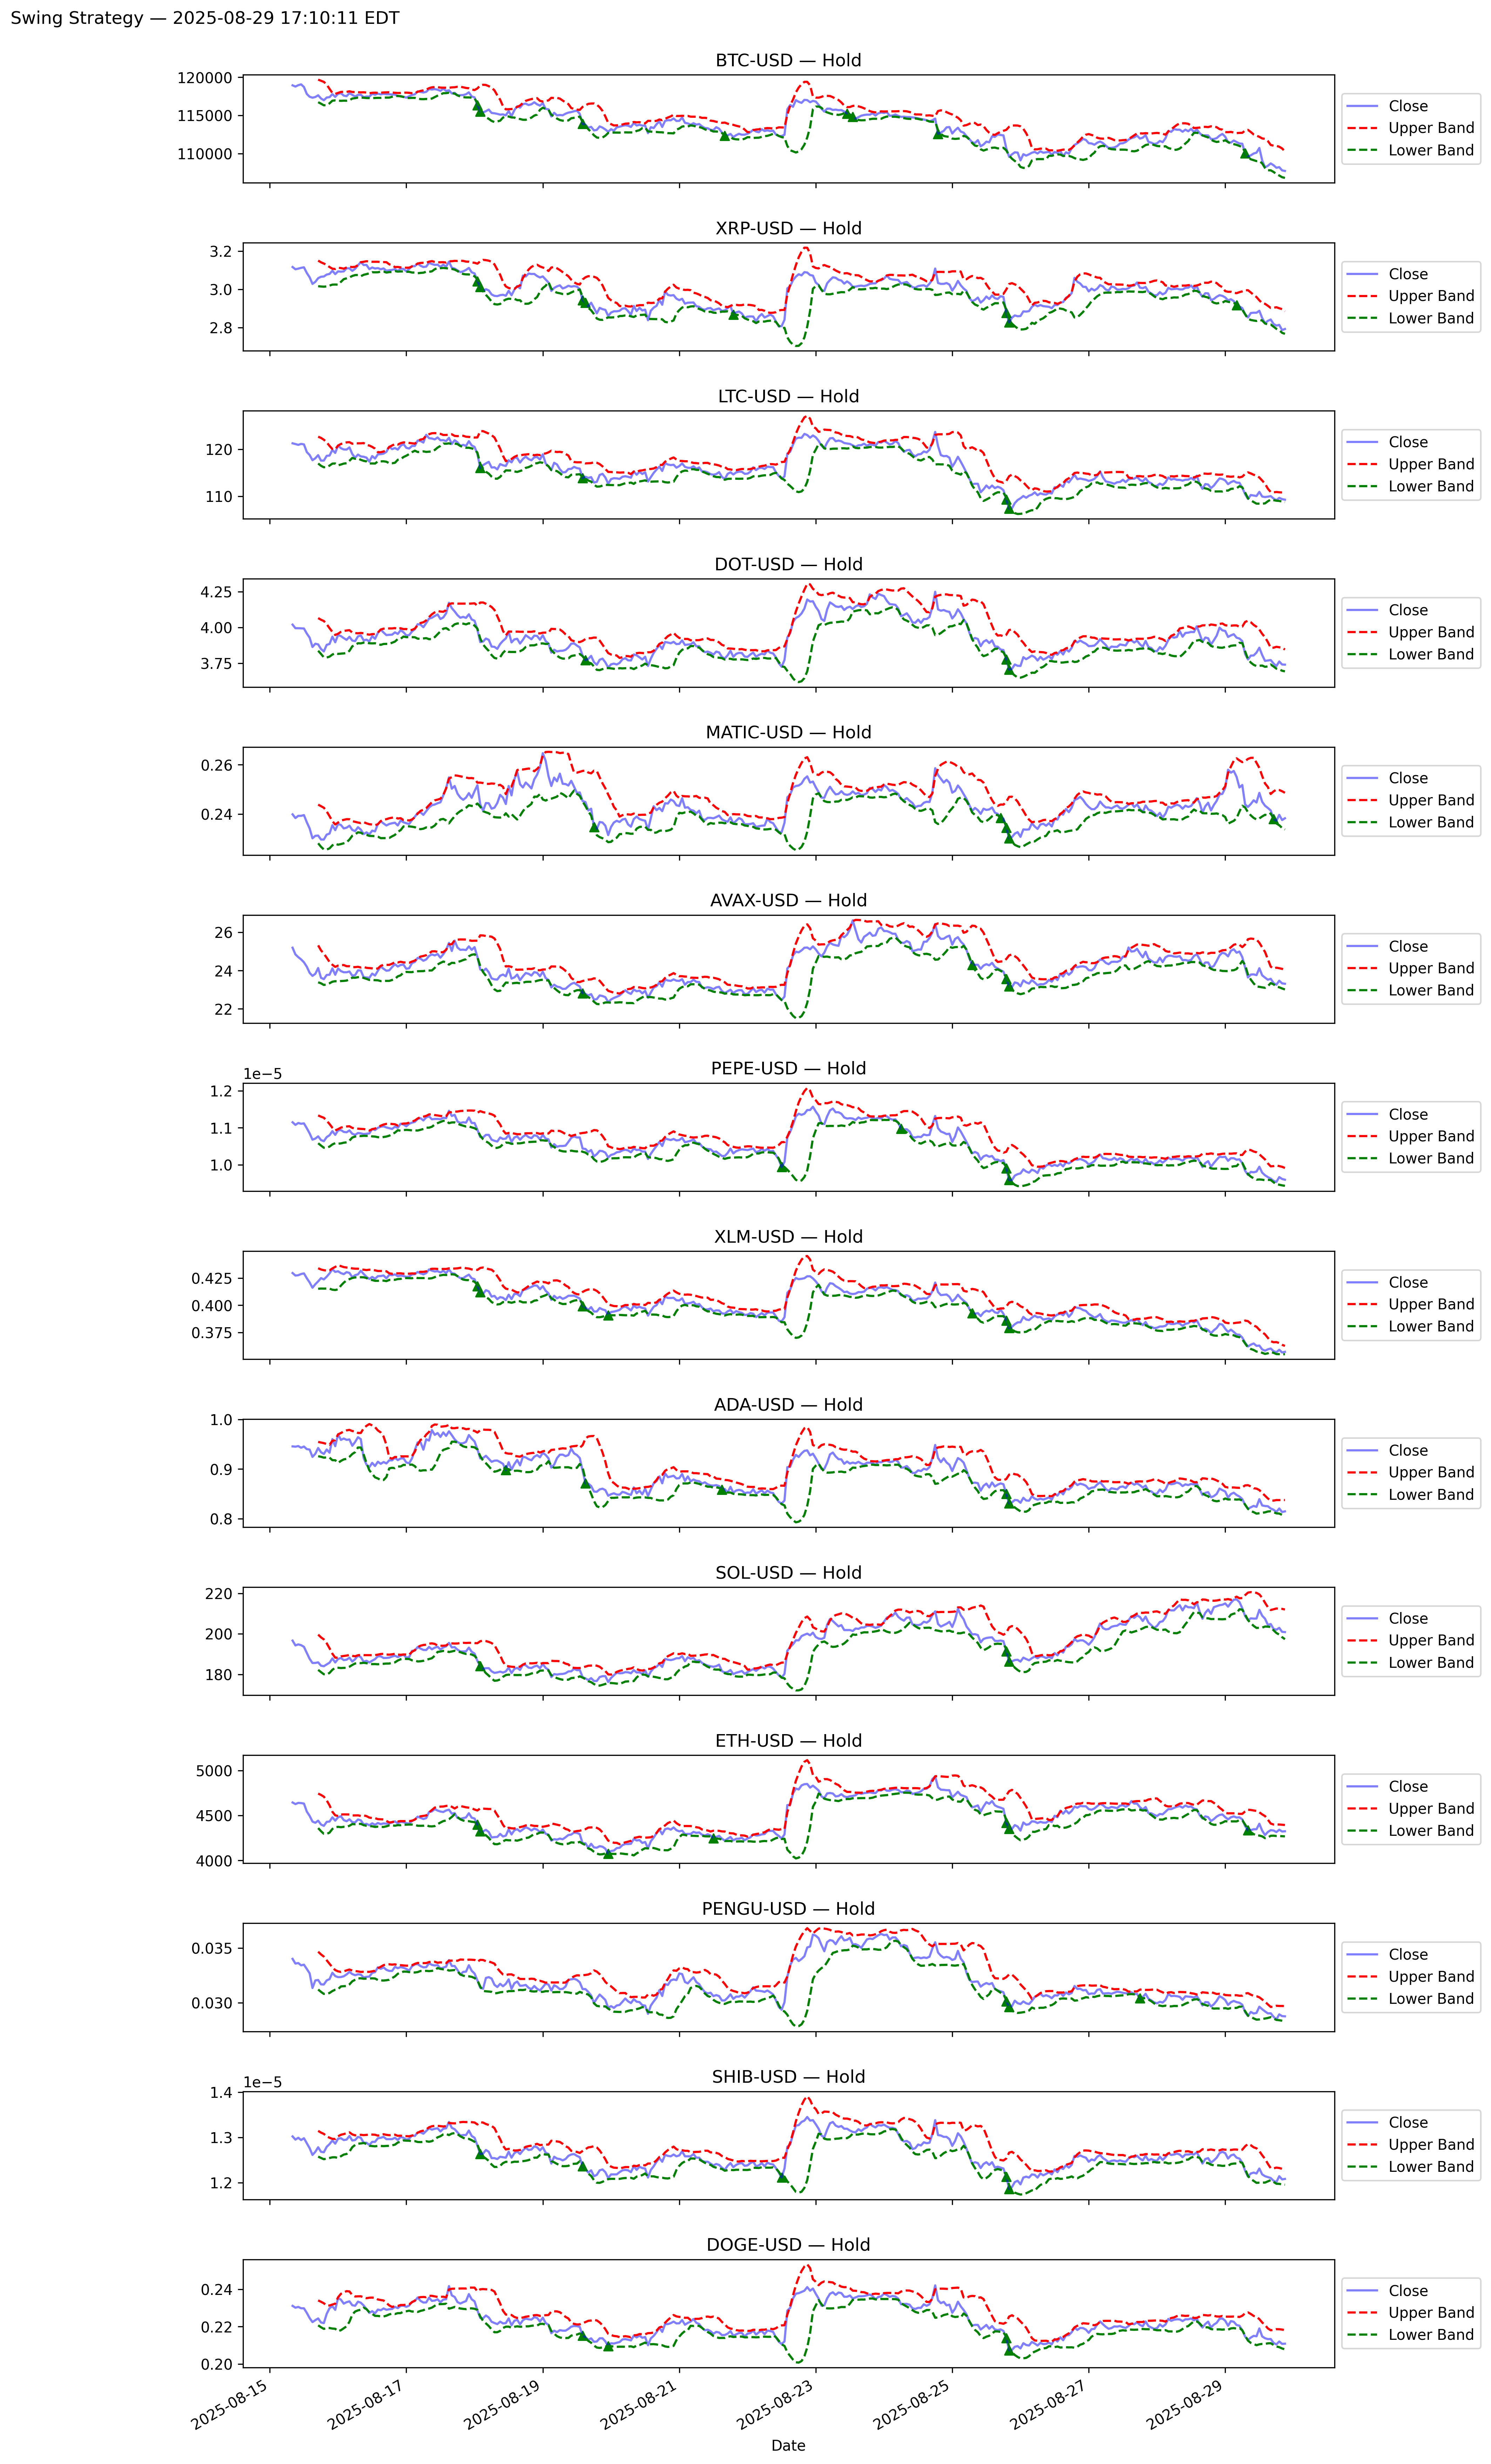 Swing Strategy — 2025-08-29 17:10:11 EDT
BTC-USD — Hold
120000
115000
110000
Close
Upper Band
Lower Band
XRP-USD — Hold
3.2
3.0
2.8
Close
Upper Band
Lower Band
LTC-USD — Hold
120
110
Close
Upper Band
Lower Band
DOT-USD — Hold
4.25
4.00
3.75
Close
Upper Band
Lower Band
MATIC-USD — Hold
0.26
0.24
Close
Upper Band
Lower Band
AVAX-USD — Hold
26
24
22
Close
Upper Band
Lower Band
PEPE-USD — Hold
1e−5
1.2
1.1
1.0
Close
Upper Band
Lower Band
XLM-USD — Hold
0.425
0.400
0.375
Close
Upper Band
Lower Band
ADA-USD — Hold
1.0
0.9
0.8
Close
Upper Band
Lower Band
SOL-USD — Hold
220
200
180
Close
Upper Band
Lower Band
ETH-USD — Hold
5000
4500
4000
Close
Upper Band
Lower Band
PENGU-USD — Hold
0.035
0.030
Close
Upper Band
Lower Band
SHIB-USD — Hold
1e−5
1.4
1.3
1.2
Close
Upper Band
Lower Band
DOGE-USD — Hold
0.24
0.22
0.20
Close
Upper Band
Lower Band
2025-08-15
2025-08-17
2025-08-19
2025-08-21
2025-08-23
2025-08-25
2025-08-27
2025-08-29
Date